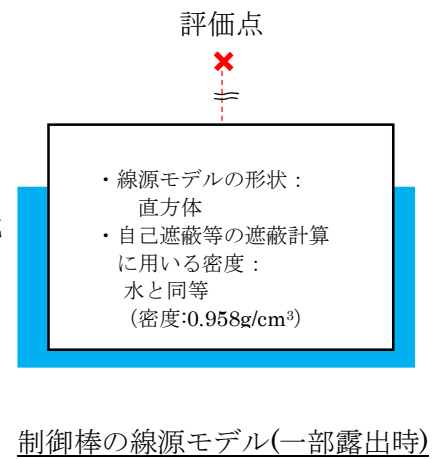 評価点
・線源モデルの形状：
直方体
・自己遮蔽等の遮蔽計算
に用いる密度：
水と同等
(密度:0.958g/cm³)
制御棒の線源モデル(一部露出時)